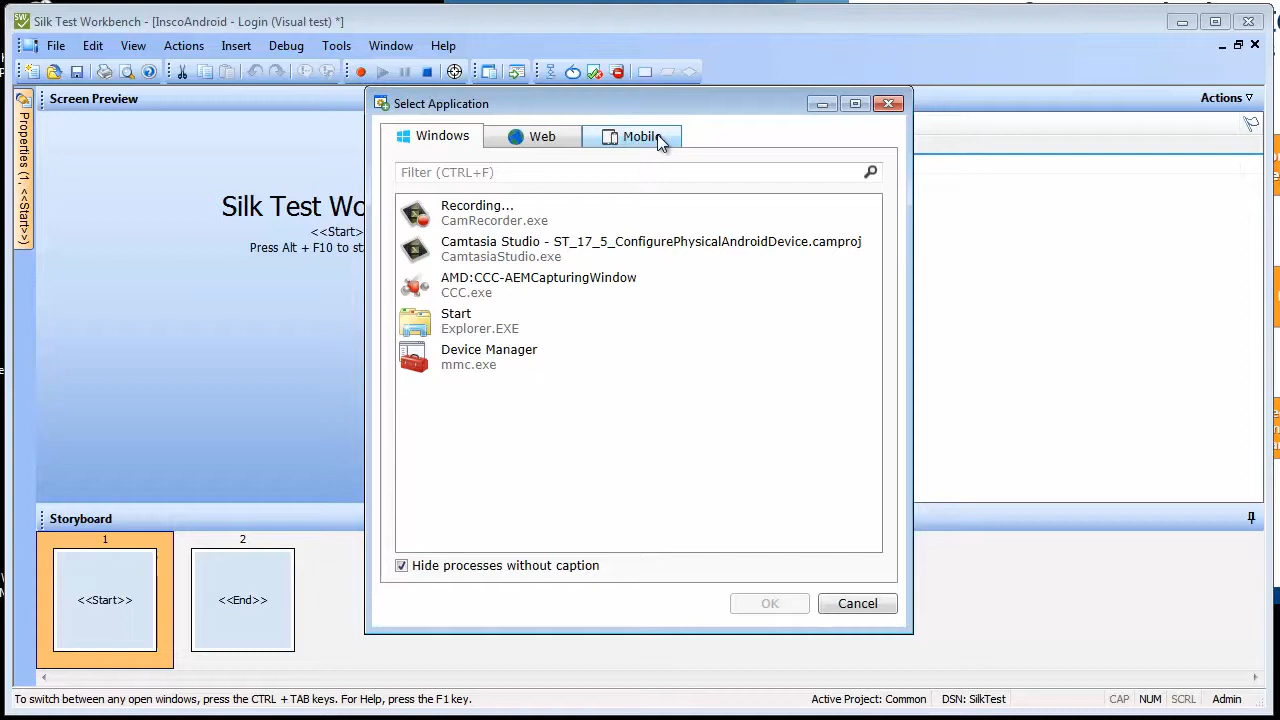 Silk Test Workbench - [InscoAndroid - Login (Visual test) *]
File Edit View Actions Insert Debug Tools Window Help
Screen Preview
Actions
Properties (1. <<Start>>)
Silk Test Wo
<<Start>
Press Alt + F10 to st
Select Application
Windows Web Mobile
Filter (CTRL+F)
Recording...
CamRecorder.exe
Camtasia Studio - ST_17_5_ConfigurePhysicalAndroidDevice.camproj
CamtasiaStudio.exe
AMD:CCC-AEMCapturingWindow
CCC.exe
Start
Explorer.EXE
Device Manager
mmc.exe
Hide processes without caption
OK Cancel
Storyboard
1 2
<<Start>> <<End>>
To switch between any open windows, press the CTRL + TAB keys. For Help, press the F1 key.
Active Project: Common DSN: SilkTest CAP NUM SCRL Admin